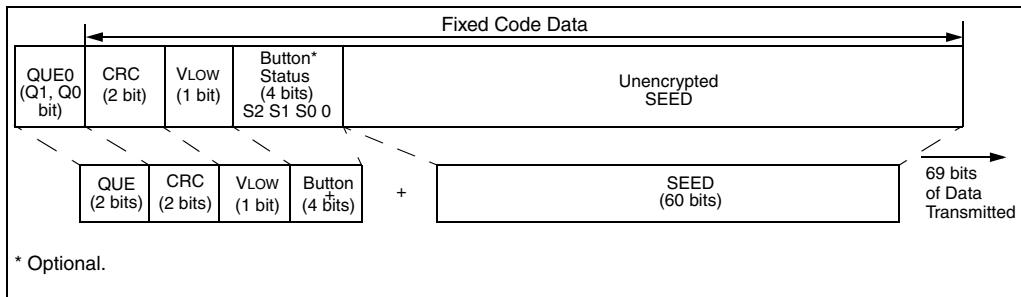 Fixed Code Data
QUE0
(Q1, Q0
bit)
CRC
(2 bit)
VLOW
(1 bit)
Button*
Status
(4 bits)
S2 S1 S0 0
Unencrypted
SEED
QUE
(2 bits)
CRC
(2 bits)
VLOW
(1 bit)
Button
+
(4 bits)
+
SEED
(60 bits)
69 bits
of Data
Transmitted
* Optional.